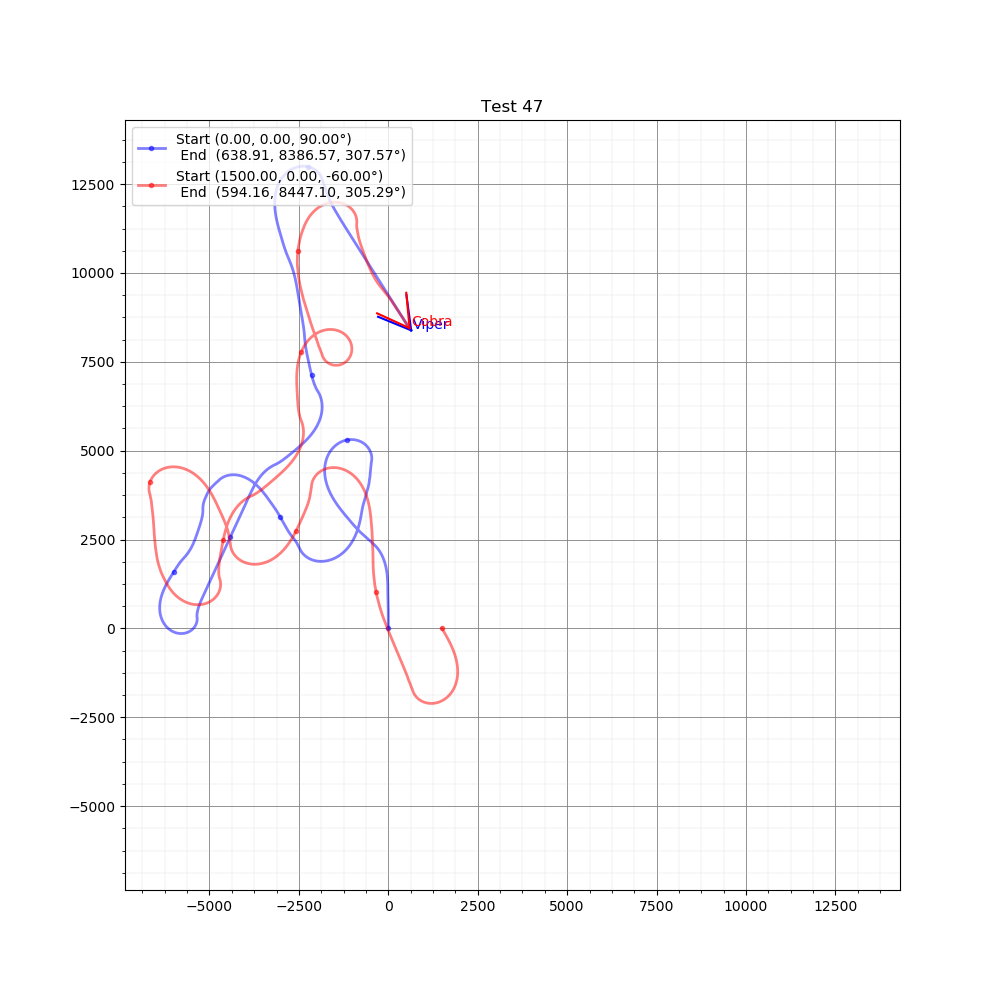 Test 47
Start (0.00, 0.00, 90.00°)
End (638.91, 8386.57, 307.57°)
Start (1500.00, 0.00, -60.00°)
End (594.16, 8447.10, 305.29°)
12500
10000
7500
5000
2500
0
−2500
−5000
Cobra
Viper
−5000 −2500 0 2500 5000 7500 10000 12500